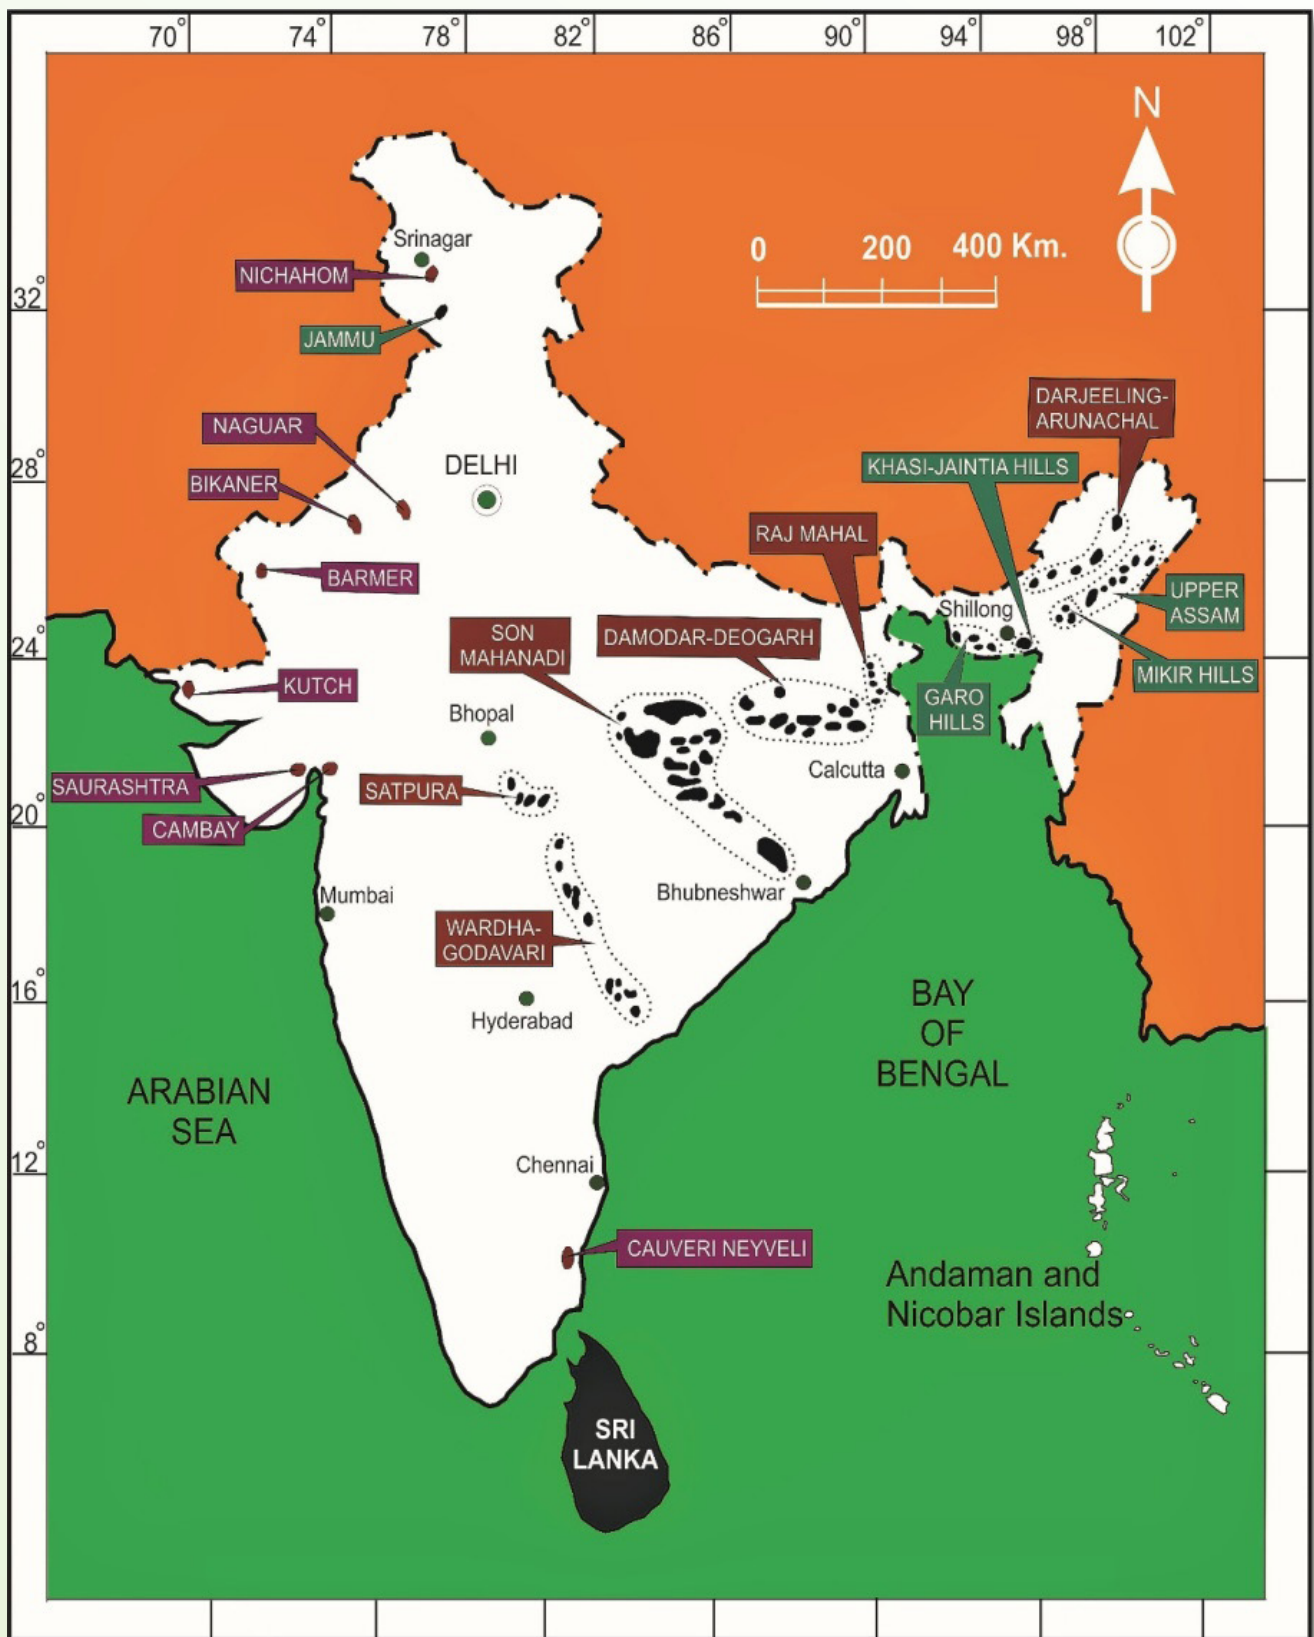 70° 74° 78° 82° 86° 90° 94° 98° 102°
N
0 200 400 Km.
Srinagar
NICHAHOM
32°
JAMMU
DARJEELING-
ARUNACHAL
NAGUAR
KHASI-JAINTIA HILLS
DELHI
28°
BIKANER
RAJ MAHAL
BARMER
UPPER
ASSAM
Shillong
SON
MAHANADI
DAMODAR-DEOGARH
24°
MIKIR HILLS
KUTCH
GARO
HILLS
Bhopal
Calcutta
SAURASHTRA
SATPURA
20°
CAMBAY
Bhubneshwar
Mumbai
WARDHA-
GODAVARI
16°
BAY
OF
BENGAL
Hyderabad
ARABIAN
SEA
12°
Chennai
CAUVERI NEYVELI
Andaman and
Nicobar Islands
8°
SRI
LANKA